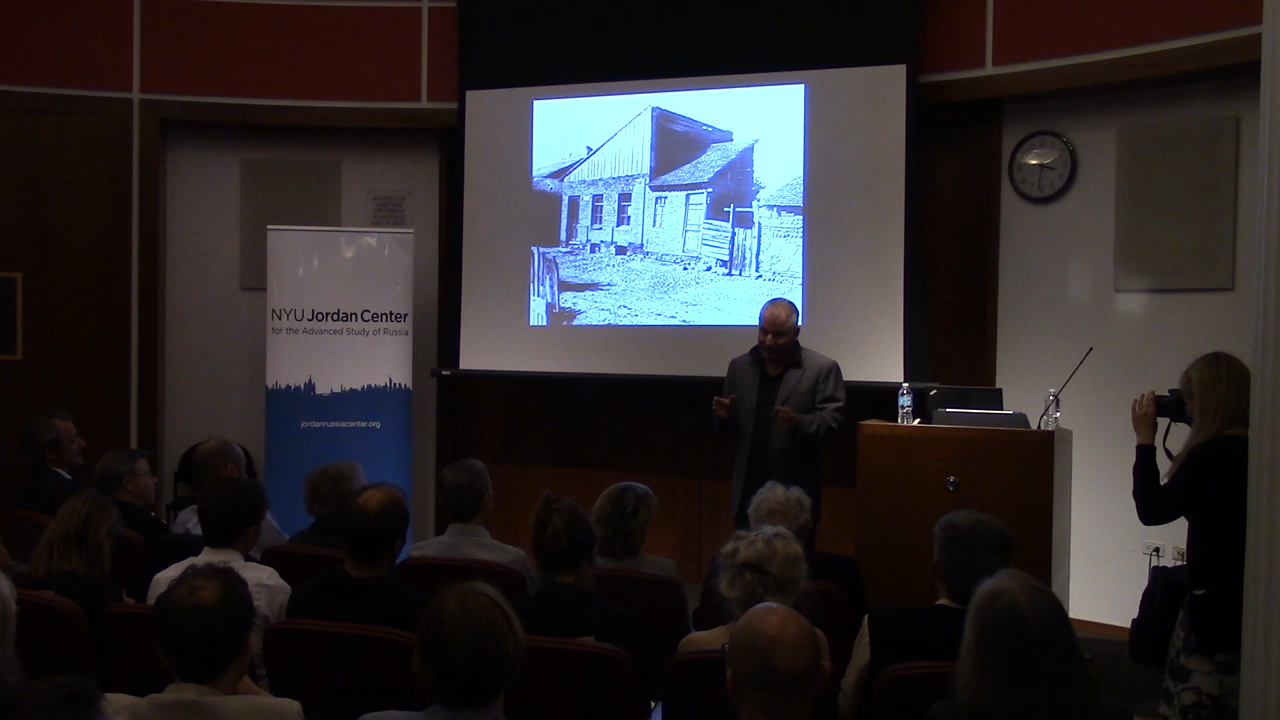 NYU Jordan Center
for the Advanced Study of Russia
jordanrussiacenter.org